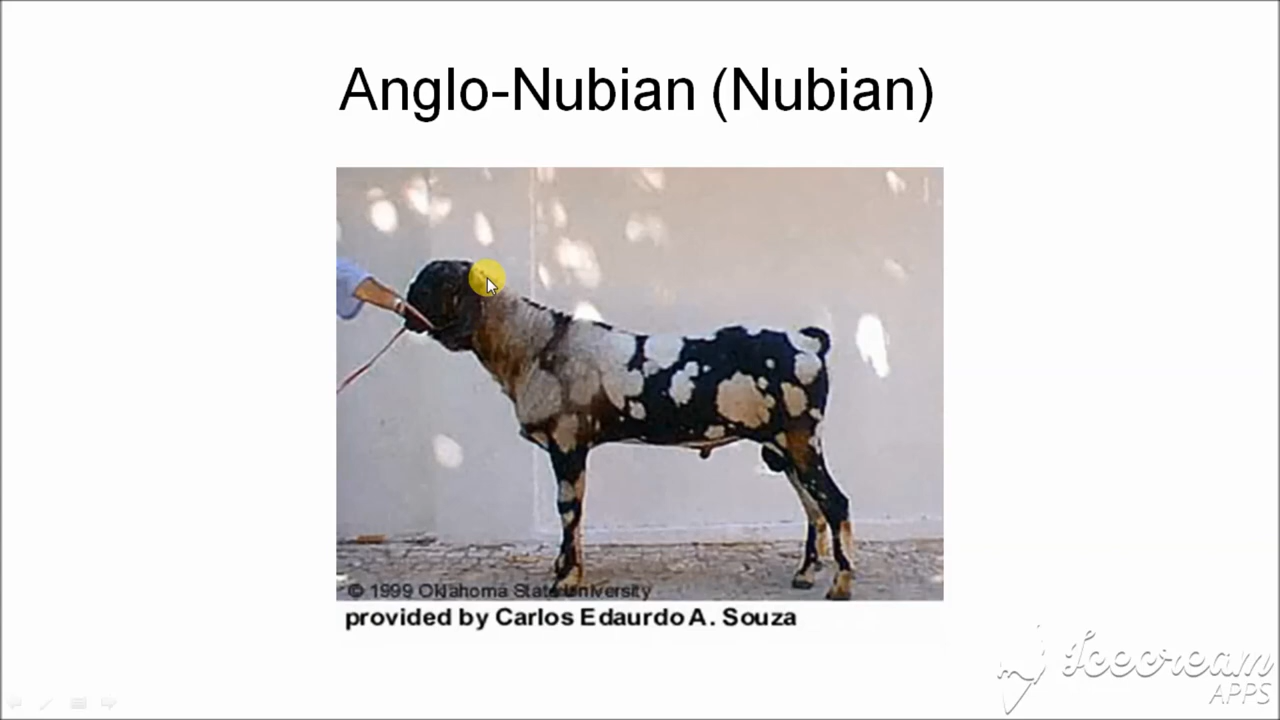 Anglo-Nubian (Nubian)
© 1999 Oklahoma State University
provided by Carlos Edaurdo A. Souza
Icecream
APPS